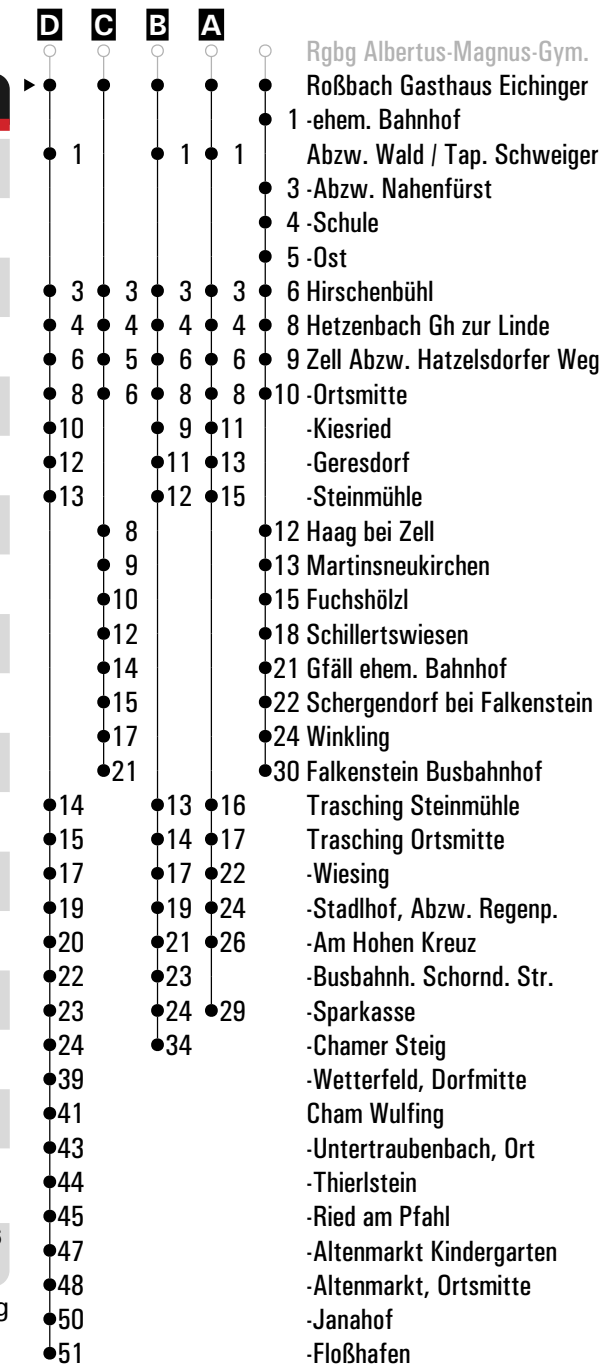 D C B A
Rgbg Albertus-Magnus-Gym.
Roßbach Gasthaus Eichinger
1 -ehem. Bahnhof
1 1 1 Abzw. Wald / Tap. Schweiger
3 -Abzw. Nahenfürst
4 -Schule
5 -Ost
3 3 3 3 6 Hirschenbühl
4 4 4 4 8 Hetzenbach Gh zur Linde
6 5 6 6 9 Zell Abzw. Hatzelsdorfer Weg
8 6 8 8 10 -Ortsmitte
10 9 11 -Kiesried
12 11 13 -Geresdorf
13 12 15 -Steinmühle
8 12 Haag bei Zell
9 13 Martinsneukirchen
10 15 Fuchshölzl
12 18 Schillertswiesen
14 21 Gfäll ehem. Bahnhof
15 22 Schergendorf bei Falkenstein
17 24 Winkling
21 30 Falkenstein Busbahnhof
14 13 16 Trasching Steinmühle
15 14 17 Trasching Ortsmitte
17 17 22 -Wiesing
19 19 24 -Stadlhof, Abzw. Regenp.
20 21 26 -Am Hohen Kreuz
22 23 -Busbahnh. Schornd. Str.
23 24 29 -Sparkasse
24 34 -Chamer Steig
39 -Wetterfeld, Dorfmitte
41 Cham Wulfing
43 -Untertraubenbach, Ort
44 -Thierlstein
45 -Ried am Pfahl
47 -Altenmarkt Kindergarten
48 -Altenmarkt, Ortsmitte
g 50 -Janahof
51 -Floßhafen